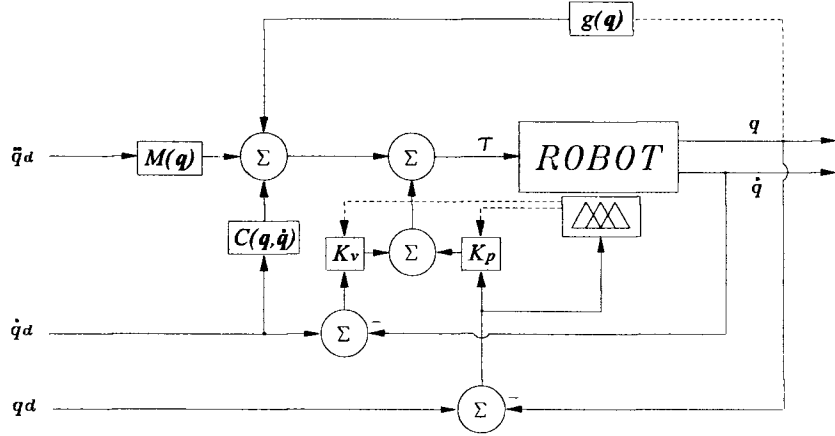 g(q)
q̈d
M(q)
Σ
Σ
τ
ROBOT
q
q̇
C(q,q̇)
Kv
Σ
Kp
q̇d
Σ
-
qd
Σ
-